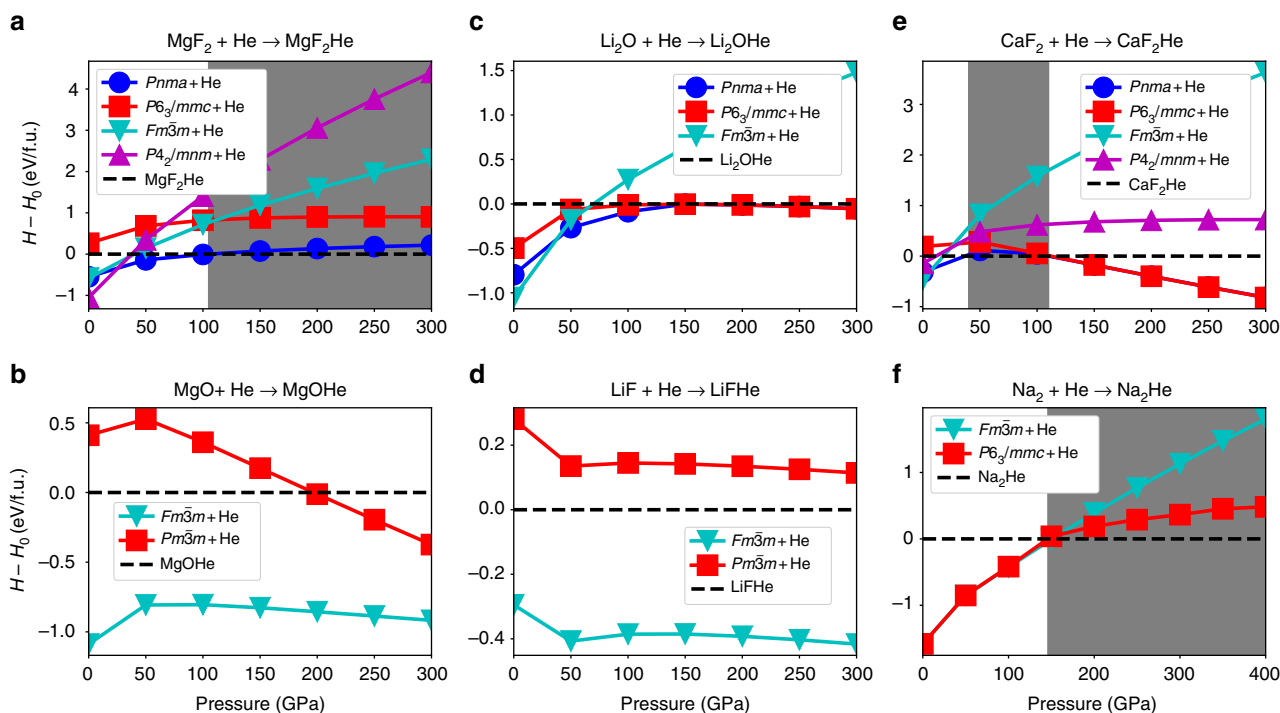 a
MgF₂ + He → MgF₂He
Pnma + He
P6₃/mmc + He
Fm3̄m + He
P4₂/mnm + He
MgF₂He
H − H₀ (eV/f.u.)
4
3
2
1
0
−1
0 50 100 150 200 250 300
c
Li₂O + He → Li₂OHe
Pnma + He
P6₃/mmc + He
Fm3̄m + He
Li₂OHe
1.5
1.0
0.5
0.0
−0.5
−1.0
0 50 100 150 200 250 300
e
CaF₂ + He → CaF₂He
Pnma + He
P6₃/mmc + He
Fm3̄m + He
P4₂/mnm + He
CaF₂He
3
2
1
0
−1
0 50 100 150 200 250 300
b
MgO+ He → MgOHe
Fm3̄m + He
Pm3̄m + He
MgOHe
H − H₀ (eV/f.u.)
0.5
0.0
−0.5
−1.0
0 50 100 150 200 250 300
Pressure (GPa)
d
LiF + He → LiFHe
Fm3̄m + He
Pm3̄m + He
LiFHe
0.2
0.0
−0.2
−0.4
0 50 100 150 200 250 300
Pressure (GPa)
f
Na₂ + He → Na₂He
Fm3̄m + He
P6₃/mmc + He
Na₂He
1
0
−1
0 100 200 300 400
Pressure (GPa)